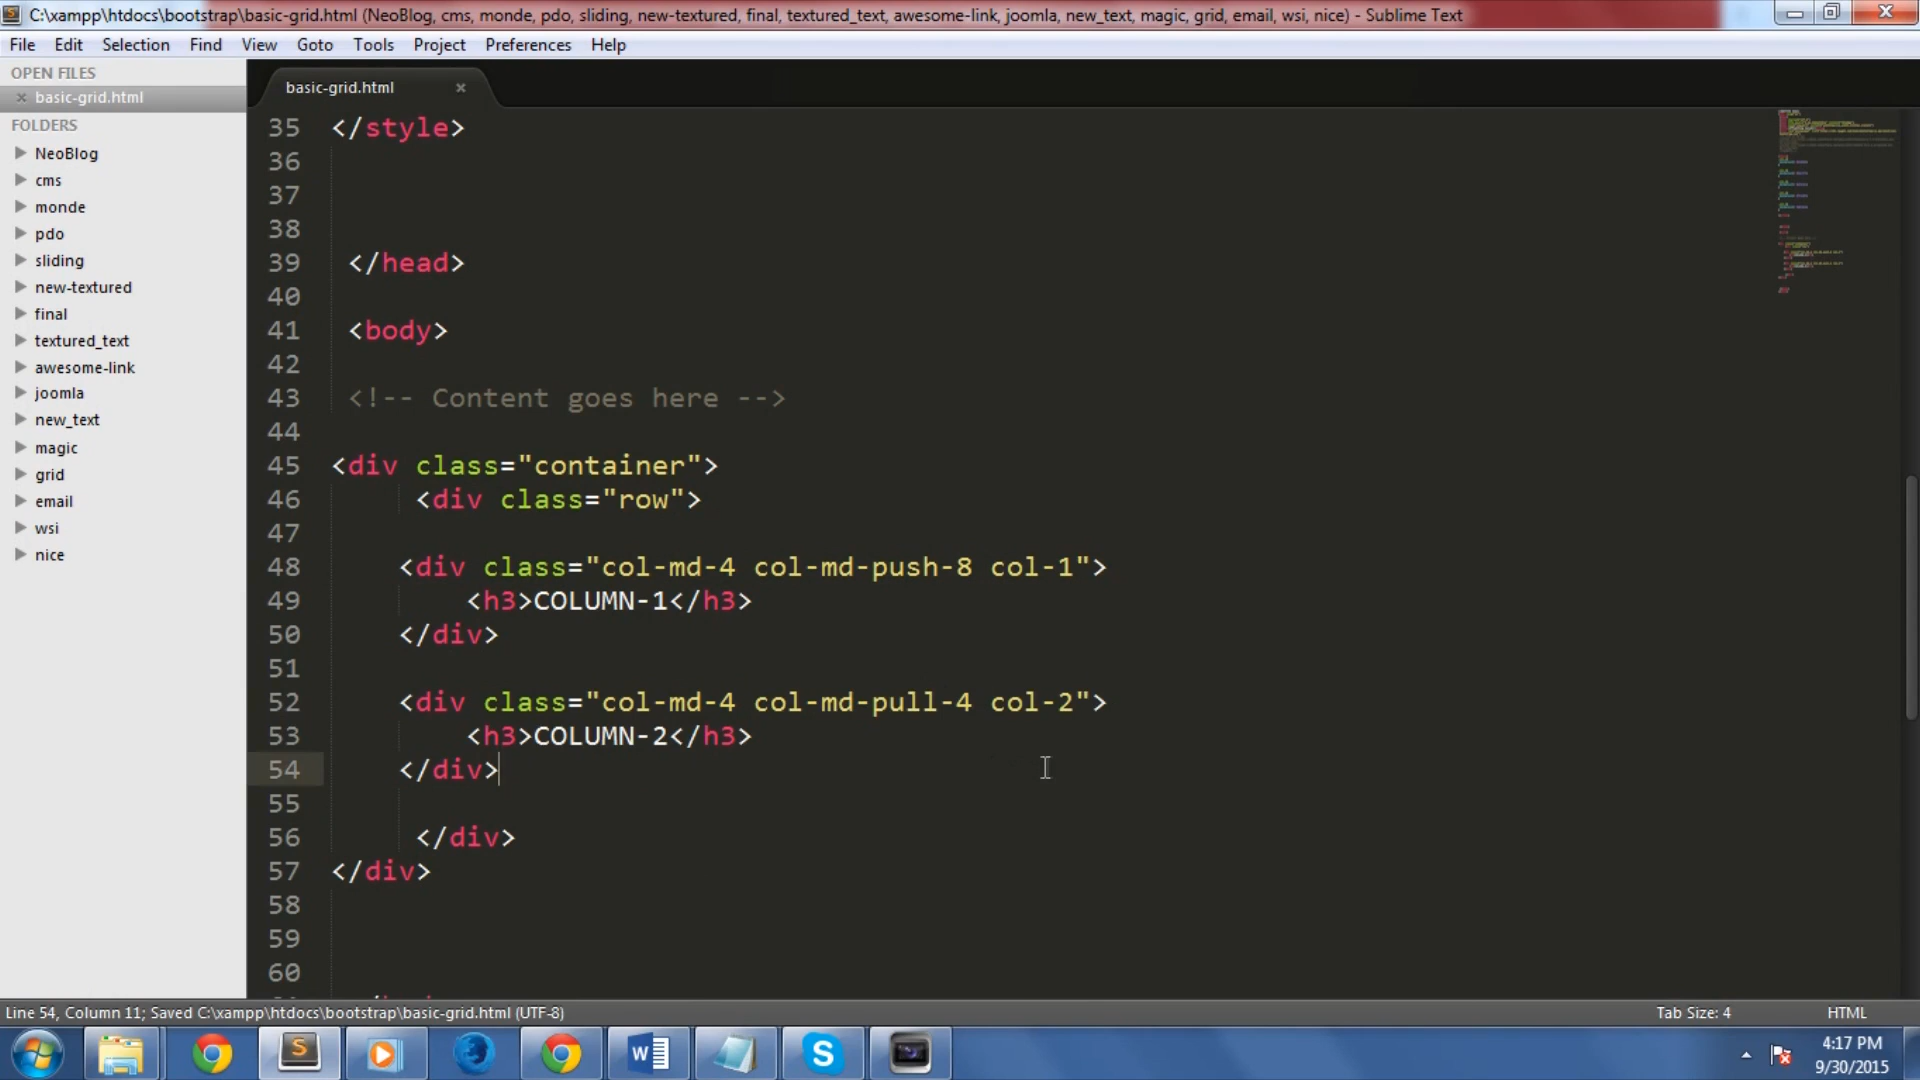 C:\xampp\htdocs\bootstrap\basic-grid.html (NeoBlog, cms, monde, pdo, sliding, new-textured, final, textured_text, awesome-link, joomla, new_text, magic, grid, email, wsi, nice) - Sublime Text
File Edit Selection Find View Goto Tools Project Preferences Help
OPEN FILES
basic-grid.html
FOLDERS
NeoBlog
cms
monde
pdo
sliding
new-textured
final
textured_text
awesome-link
joomla
new_text
magic
grid
email
wsi
nice
basic-grid.html
35 </style>
36
37
38
39 </head>
40
41 <body>
42
43 <!-- Content goes here -->
44
45 <div class="container">
46 <div class="row">
47
48 <div class="col-md-4 col-md-push-8 col-1">
49 <h3>COLUMN-1</h3>
50 </div>
51
52 <div class="col-md-4 col-md-pull-4 col-2">
53 <h3>COLUMN-2</h3>
54 </div>
55
56 </div>
57 </div>
58
59
60
Line 54, Column 11; Saved C:\xampp\htdocs\bootstrap\basic-grid.html (UTF-8)
Tab Size: 4
HTML
4:17 PM
9/30/2015